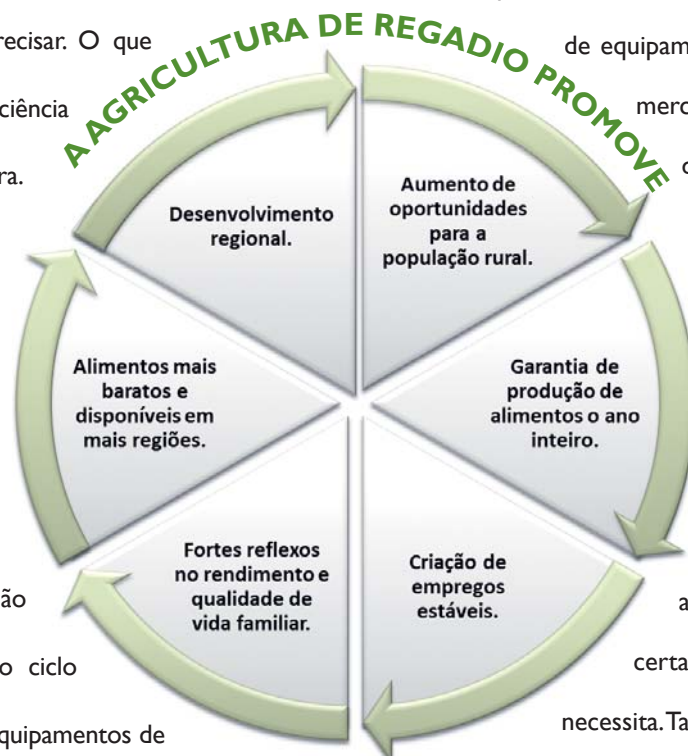 recisar. O que
ciência
ra.
A AGRICULTURA DE REGADIO PROMOVE
de equipam
merc
Desenvolvimento
regional.
Aumento de
oportunidades
para a
população rural.
Alimentos mais
baratos e
disponíveis em
mais regiões.
Garantia de
produção de
alimentos o ano
inteiro.
Fortes reflexos
no rendimento e
qualidade de
vida familiar.
Criação de
empregos
estáveis.
ão
o ciclo
quipamentos de
a
certa
necessita. Ta